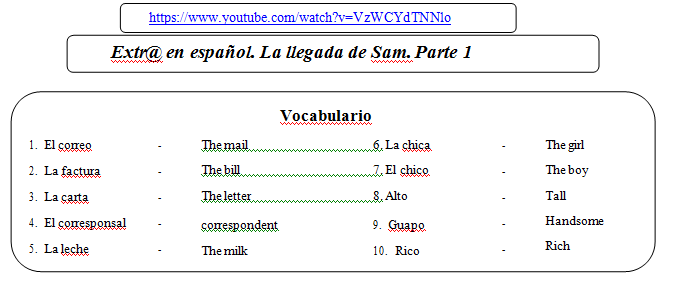 https://www.youtube.com/watch?v=VzWCYdTNNlo
Extr@ en español. La llegada de Sam. Parte 1
Vocabulario
1. El correo - The mail 6. La chica - The girl
2. La factura - The bill 7. El chico - The boy
3. La carta - The letter 8. Alto - Tall
4. El corresponsal - correspondent 9. Guapo - Handsome
5. La leche - The milk 10. Rico - Rich